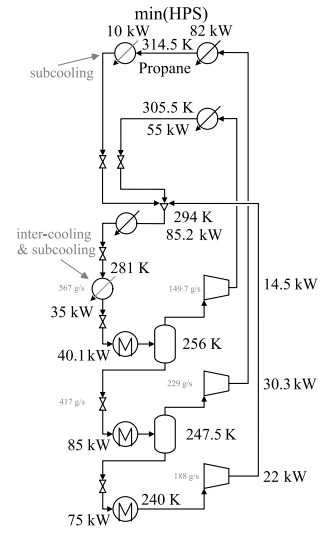 min(HPS)
10 kW 82 kW
314.5 K
subcooling
Propane
305.5 K
55 kW
294 K
85.2 kW
inter-cooling
& subcooling
281 K
567 g/s
149.7 g/s
14.5 kW
35 kW
256 K
40.1kW
229 g/s
30.3 kW
417 g/s
247.5 K
85 kW
188 g/s
22 kW
240 K
75 kW
M
M
M